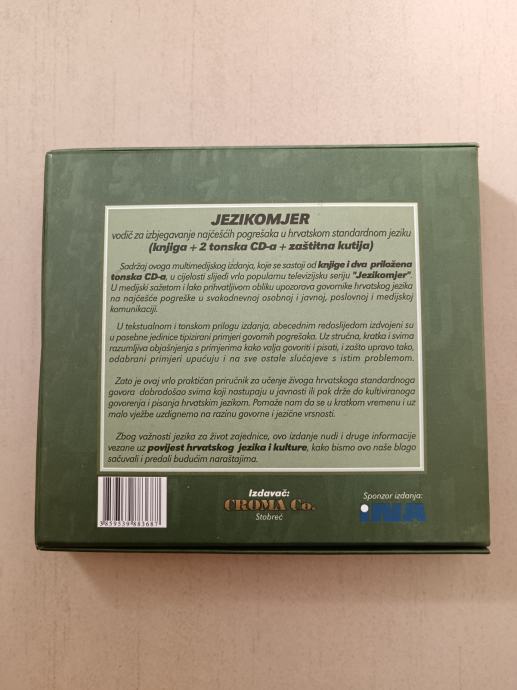 JEZIKOMJER
vodič za izbjegavanje najčešćih pogrešaka u hrvatskom standardnom jeziku
(knjiga + 2 tonska CD-a + zaštitna kutija)
Sadržaj ovoga multimedijskog izdanja, koje se sastoji od knjige i dva priložena
tonska CD-a, u cijelosti slijedi vrlo popularnu televizijsku seriju "Jezikomjer".
U medijski sažetom i lako prihvatljivom obliku upozorava govornike hrvatskog jezika
na najčešće pogreške u svakodnevnoj osobnoj i javnoj, poslovnoj i medijskoj
komunikaciji.
U tekstualnom i tonskom prilogu izdanja, abecednim redoslijedom izdvojeni su
u posebne jedinice tipizirani primjeri govornih pogrešaka. Uz stručna, kratka i svima
razumljiva objašnjenja s primjerima kako valja govoriti i pisati, i zašto upravo tako,
odabrani primjeri upućuju i na sve ostale slučajeve s istim problemom.
Zato je ovaj vrlo praktičan priručnik za učenje živoga hrvatskoga standardnoga
govora dobrodošao svima koji nastupaju u javnosti ili pak drže do kultiviranoga
govorenja i pisanja hrvatskim jezikom. Pomaže nam da se u kratkom vremenu i uz
malo vježbe uzdignemo na razinu govorne i jezične vrsnosti.
Zbog važnosti jezika za život zajednice, ovo izdanje nudi i druge informacije
vezane uz povijest hrvatskog jezika i kulture, kako bismo ovo naše blago
sačuvali i predali budućim naraštajima.
Izdavač:
CROMA Co.
Stobreč
Sponzor izdanja:
INA
3859339883687